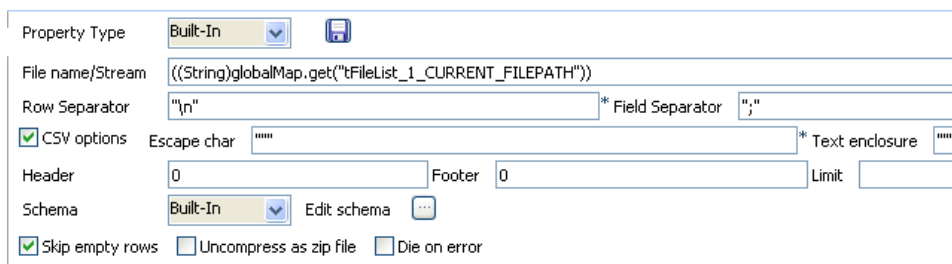 Property Type Built-In
File name/Stream ((String)globalMap.get("tFileList_1_CURRENT_FILEPATH"))
Row Separator "\n" * Field Separator ";"
CSV options Escape char """ * Text enclosure
Header 0 Footer 0 Limit
Schema Built-In Edit schema ...
Skip empty rows Uncompress as zip file Die on error